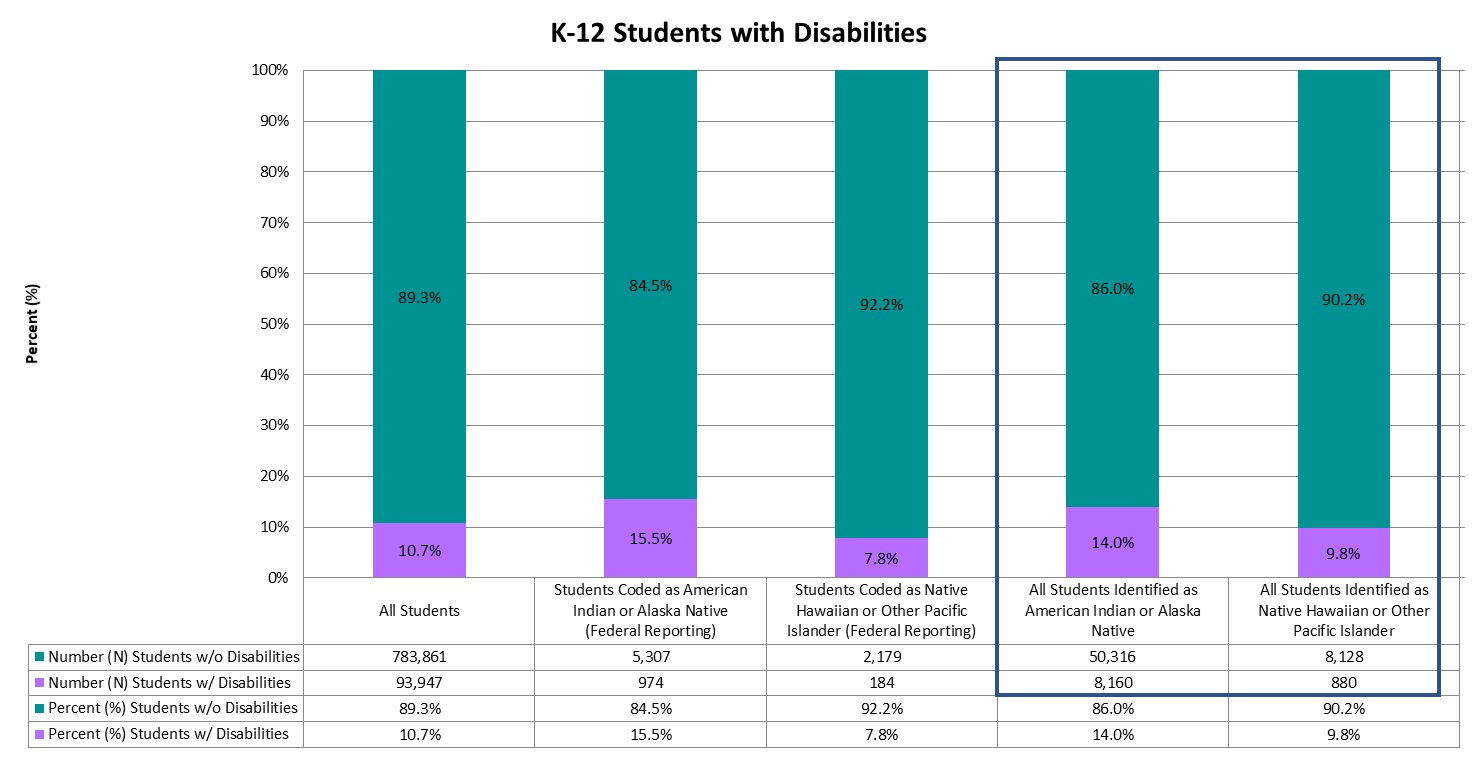 K-12 Students with Disabilities
Percent (%)
100%
90%
80%
70%
60%
50%
40%
30%
20%
10%
0%
89.3%
84.5%
92.2%
86.0%
90.2%
10.7%
15.5%
7.8%
14.0%
9.8%
All Students
Students Coded as American
Indian or Alaska Native
(Federal Reporting)
Students Coded as Native
Hawaiian or Other Pacific
Islander (Federal Reporting)
All Students Identified as
American Indian or Alaska
Native
All Students Identified as
Native Hawaiian or Other
Pacific Islander
Number (N) Students w/o Disabilities 783,861 5,307 2,179 50,316 8,128
Number (N) Students w/ Disabilities 93,947 974 184 8,160 880
Percent (%) Students w/o Disabilities 89.3% 84.5% 92.2% 86.0% 90.2%
Percent (%) Students w/ Disabilities 10.7% 15.5% 7.8% 14.0% 9.8%